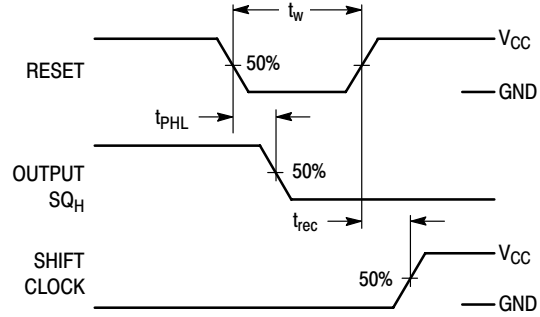 tw
VCC
RESET
50%
GND
tPHL
OUTPUT
SQH
50%
trec
SHIFT
CLOCK
VCC
50%
GND